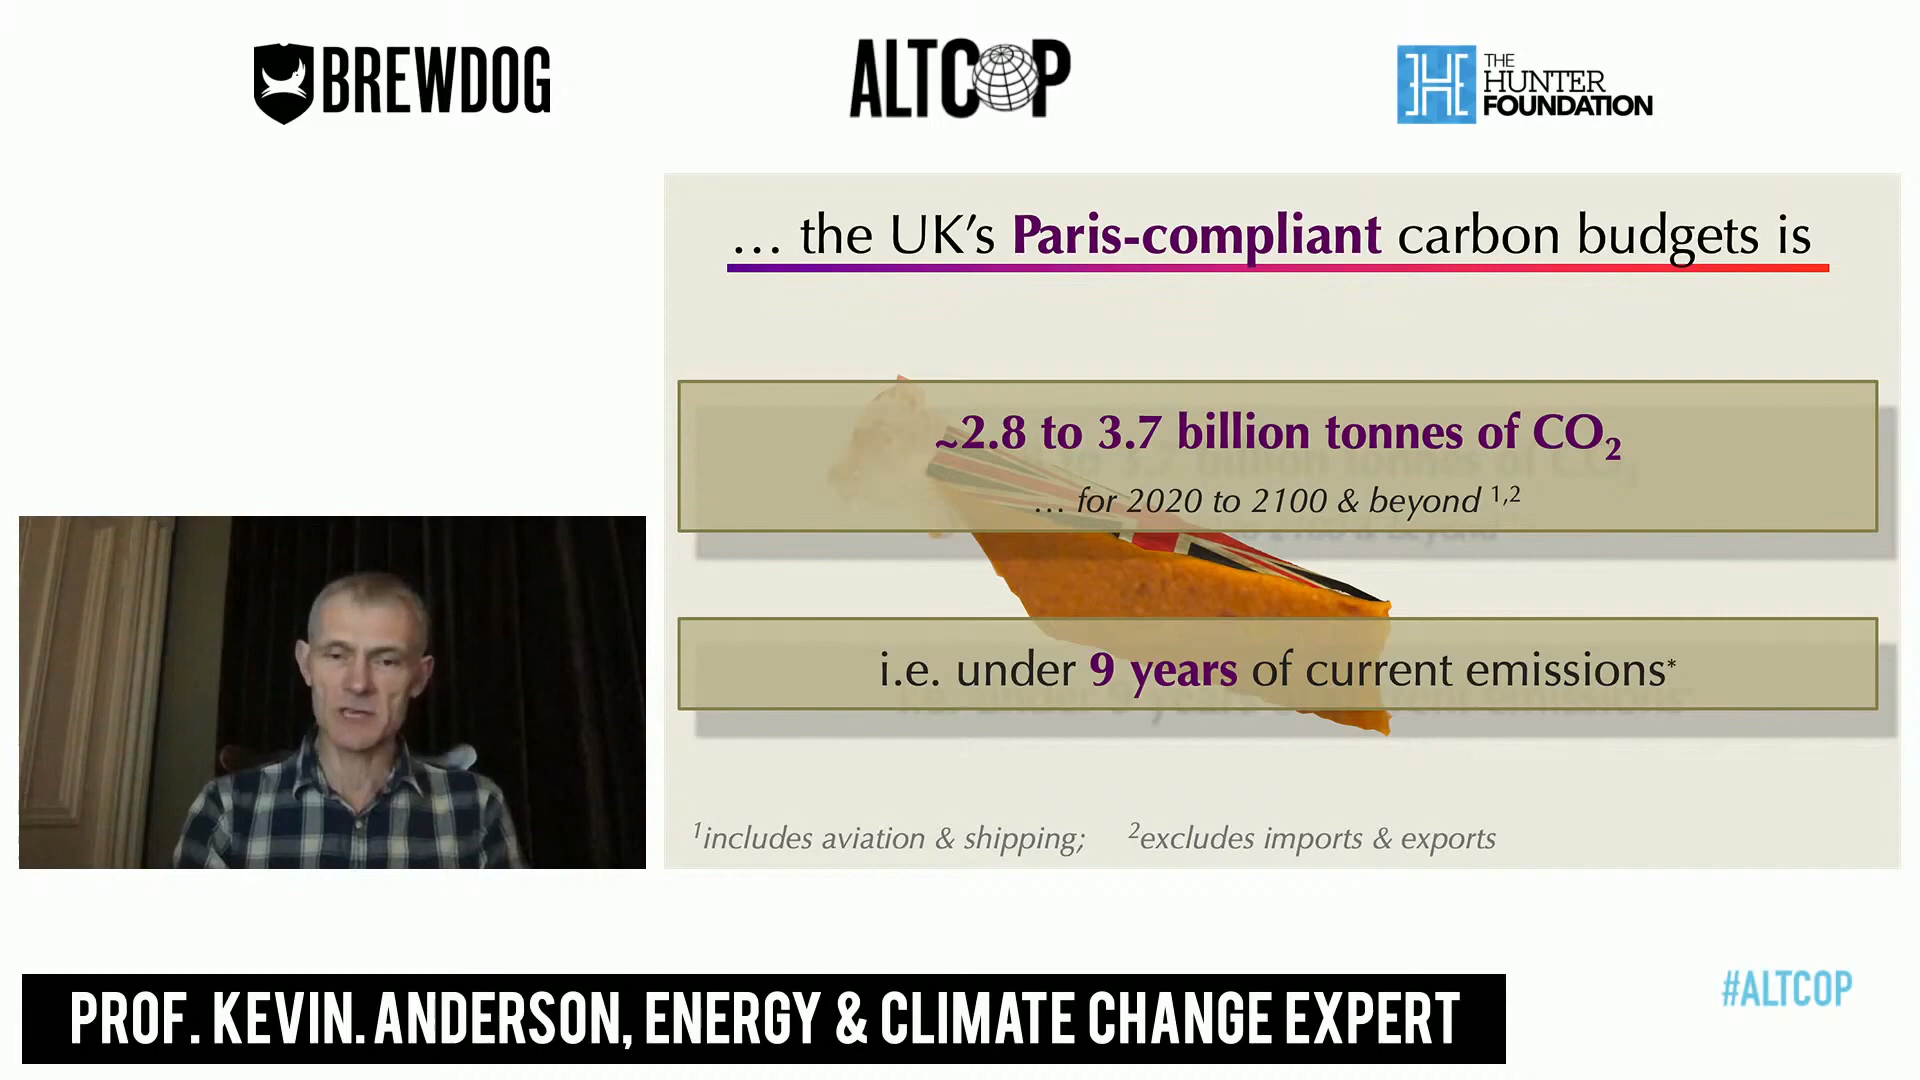 BREWDOG
ALTCOP
THE
HUNTER
FOUNDATION
… the UK’s Paris-compliant carbon budgets is
~2.8 to 3.7 billion tonnes of CO₂
… for 2020 to 2100 & beyond ¹,²
i.e. under 9 years of current emissions*
¹includes aviation & shipping; ²excludes imports & exports
#ALTCOP
PROF. KEVIN. ANDERSON, ENERGY & CLIMATE CHANGE EXPERT